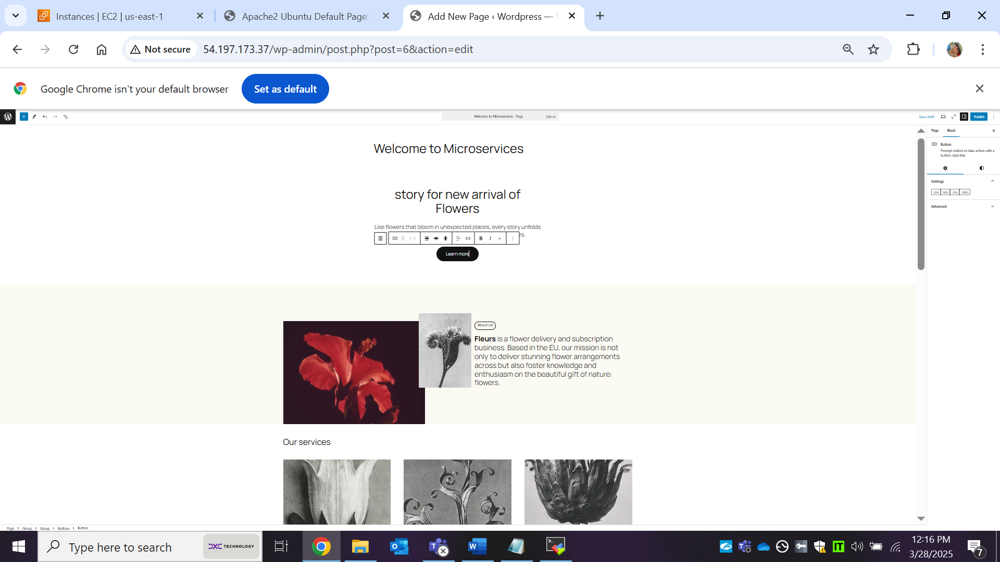 Instances | EC2 | us-east-1
Apache2 Ubuntu Default Page:
Add New Page ‹ Wordpress —
Not secure
54.197.173.37/wp-admin/post.php?post=6&action=edit
Google Chrome isn't your default browser
Set as default
Welcome to Microservices · Page
Ctrl+K
Save draft
Publish
Page
Block
Button
Prompt visitors to take action with a
button-style link.
Settings
25%
50%
75%
100%
Advanced
Welcome to Microservices
story for new arrival of
Flowers
Like flowers that bloom in unexpected places, every story unfolds
rs.
B
I
Learn more
About Us
Fleurs is a flower delivery and subscription
business. Based in the EU, our mission is not
only to deliver stunning flower arrangements
across but also foster knowledge and
enthusiasm on the beautiful gift of nature:
flowers.
Our services
Page › Group › Group › Buttons › Button
Type here to search
DXC TECHNOLOGY
12:16 PM
3/28/2025
7